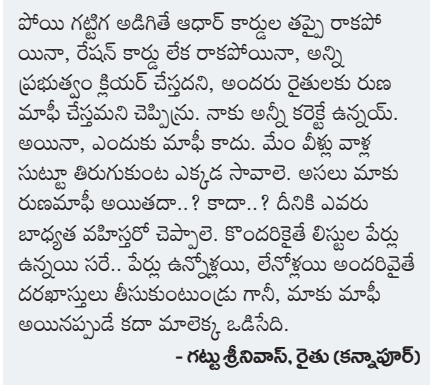 పోయి గట్టిగ అడిగితే ఆధార్ కార్డుల తప్పై రాకపో
యినా, రేషన్ కార్డు లేక రాకపోయినా, అన్ని
ప్రభుత్వం క్లియర్ చేస్తదని, అందరు రైతులకు రుణ
మాఫీ చేస్తమని చెప్పిన్రు. నాకు అన్నీ కరెక్టే ఉన్నయ్.
అయినా, ఎందుకు మాఫీ కాదు. మేం వీళ్లు వాళ్ల
సుట్టూ తిరుగుకుంట ఎక్కడ సావాలె. అసలు మాకు
రుణమాఫీ అయితదా..? కాదా..? దీనికి ఎవరు
బాధ్యత వహిస్తరో చెప్పాలె. కొందరికైతే లిస్టుల పేర్లు
ఉన్నయి సరే.. పేర్లు ఉన్నోళ్లయి, లేనోళ్లయి అందరివైతే
దరఖాస్తులు తీసుకుంటుండ్రు గానీ, మాకు మాఫీ
అయినప్పుడే కదా మాలెక్క ఒడిసేది.
- గట్టు శ్రీనివాస్, రైతు (కన్నాపూర్)